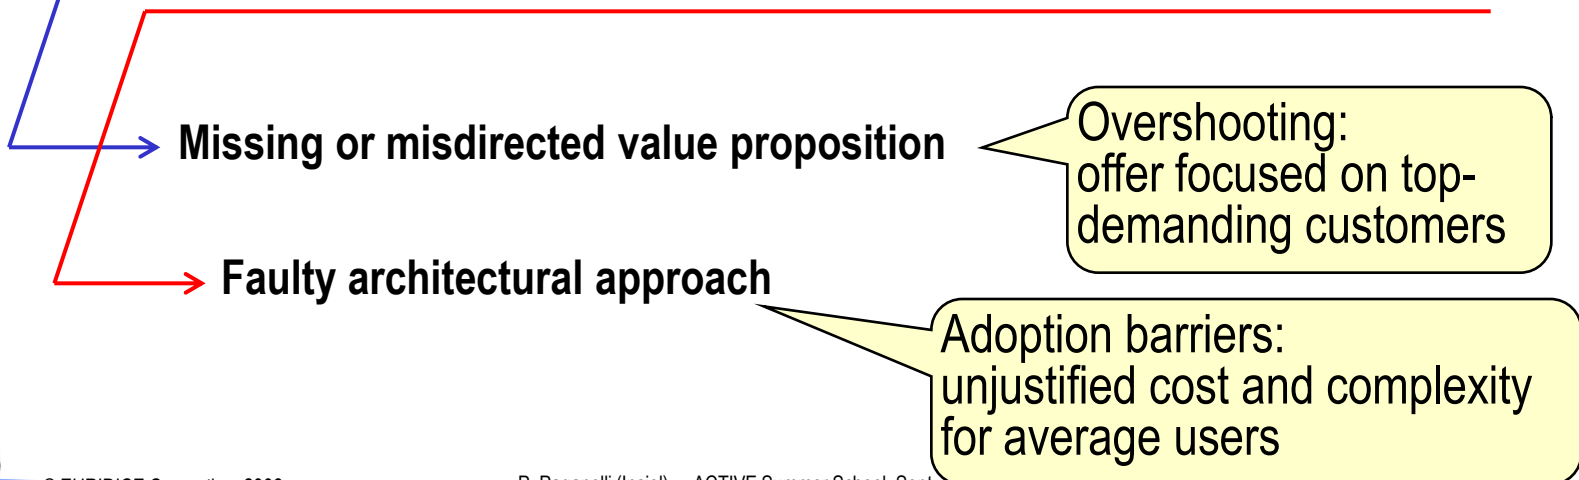 Missing or misdirected value proposition
Overshooting:
offer focused on top-
demanding customers
Faulty architectural approach
Adoption barriers:
unjustified cost and complexity
for average users